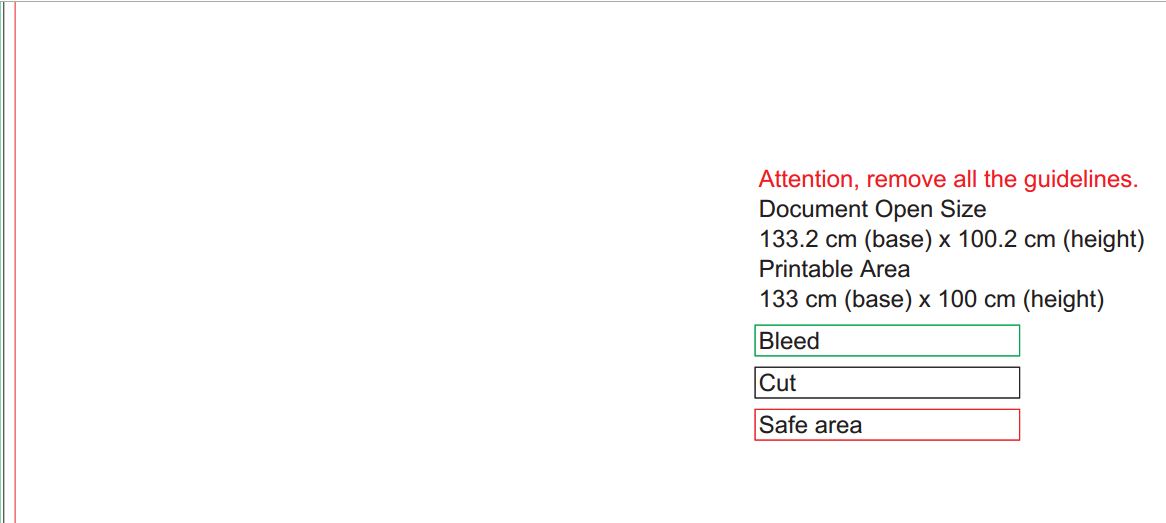 Attention, remove all the guidelines.
Document Open Size
133.2 cm (base) x 100.2 cm (height)
Printable Area
133 cm (base) x 100 cm (height)
Bleed
Cut
Safe area